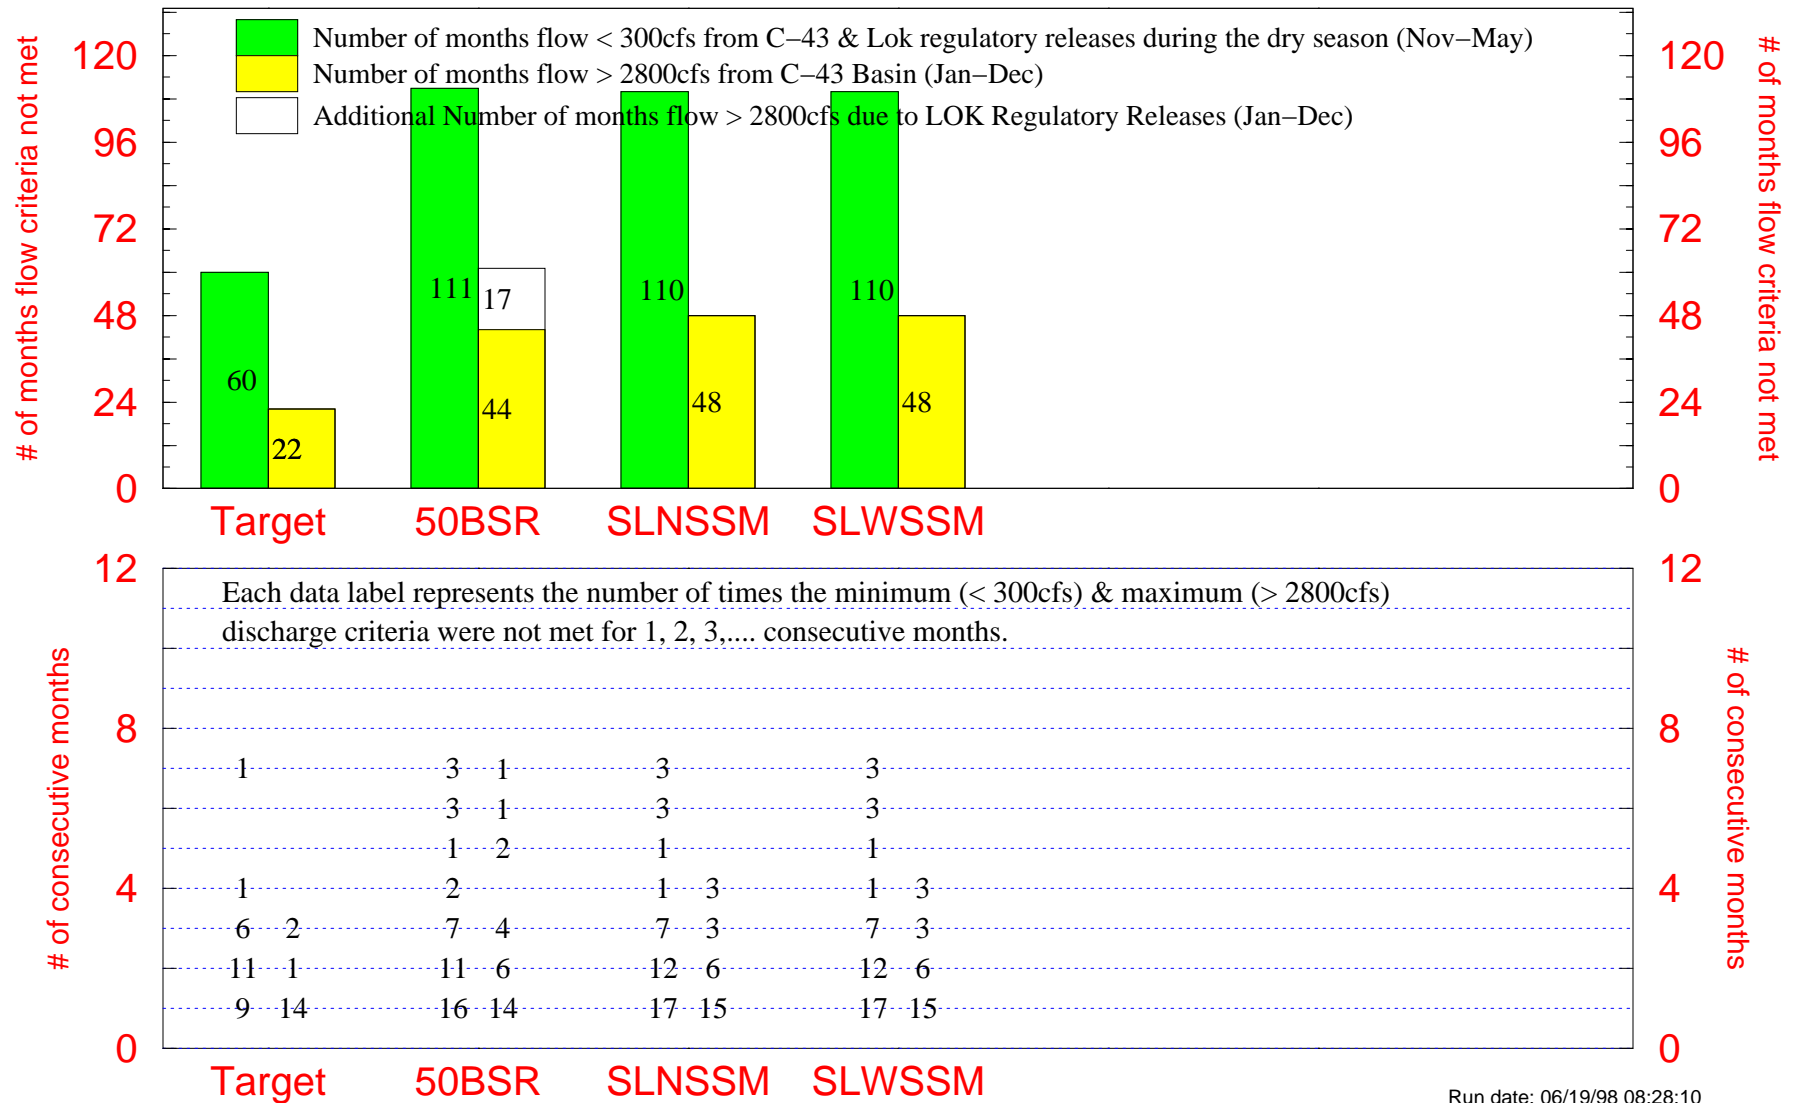 Number of months flow < 300cfs from C−43 & Lok regulatory releases during the dry season (Nov−May)
Number of months flow > 2800cfs from C−43 Basin (Jan−Dec)
Additional Number of months flow > 2800cfs due to LOK Regulatory Releases (Jan−Dec)
# of months flow criteria not met
120
96
72
48
24
0
60
22
111
17
44
110
48
110
48
120
96
72
48
24
0
# of months flow criteria not met
Target 50BSR SLNSSM SLWSSM
Each data label represents the number of times the minimum (< 300cfs) & maximum (> 2800cfs)
discharge criteria were not met for 1, 2, 3,.... consecutive months.
# of consecutive months
12
8
4
0
1 3 1 3 3
3 1 3 3
1 2 1 1
1 2 1 3 1 3
6 2 7 4 7 3 7 3
11 1 11 6 12 6 12 6
9 14 16 14 17 15 17 15
12
8
4
0
# of consecutive months
Target 50BSR SLNSSM SLWSSM
Run date: 06/19/98 08:28:10